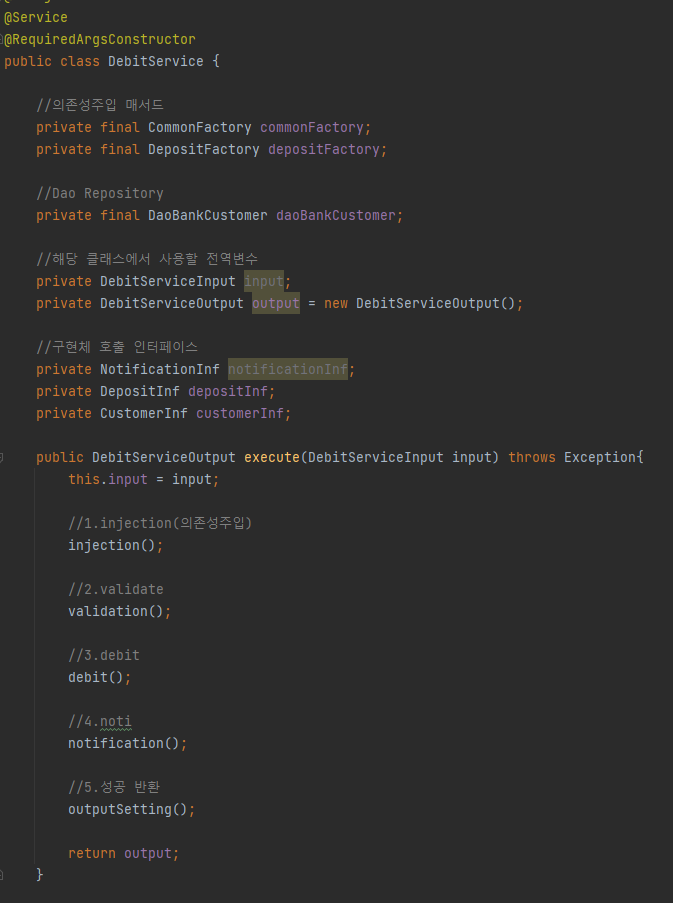 @Service
@RequiredArgsConstructor
public class DebitService {
//의존성주입 매서드
private final CommonFactory commonFactory;
private final DepositFactory depositFactory;
//Dao Repository
private final DaoBankCustomer daoBankCustomer;
//해당 클래스에서 사용할 전역변수
private DebitServiceInput input;
private DebitServiceOutput output = new DebitServiceOutput();
//구현체 호출 인터페이스
private NotificationInf notificationInf;
private DepositInf depositInf;
private CustomerInf customerInf;
public DebitServiceOutput execute(DebitServiceInput input) throws Exception{
this.input = input;
//1.injection(의존성주입)
injection();
//2.validate
validation();
//3.debit
debit();
//4.noti
notification();
//5.성공 반환
outputSetting();
return output;
}